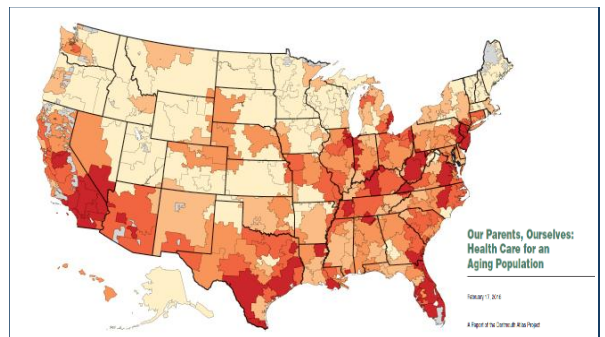 Our Parents, Ourselves:
Health Care for an
Aging Population
February 17, 2016
A Report of the Dartmouth Atlas Project